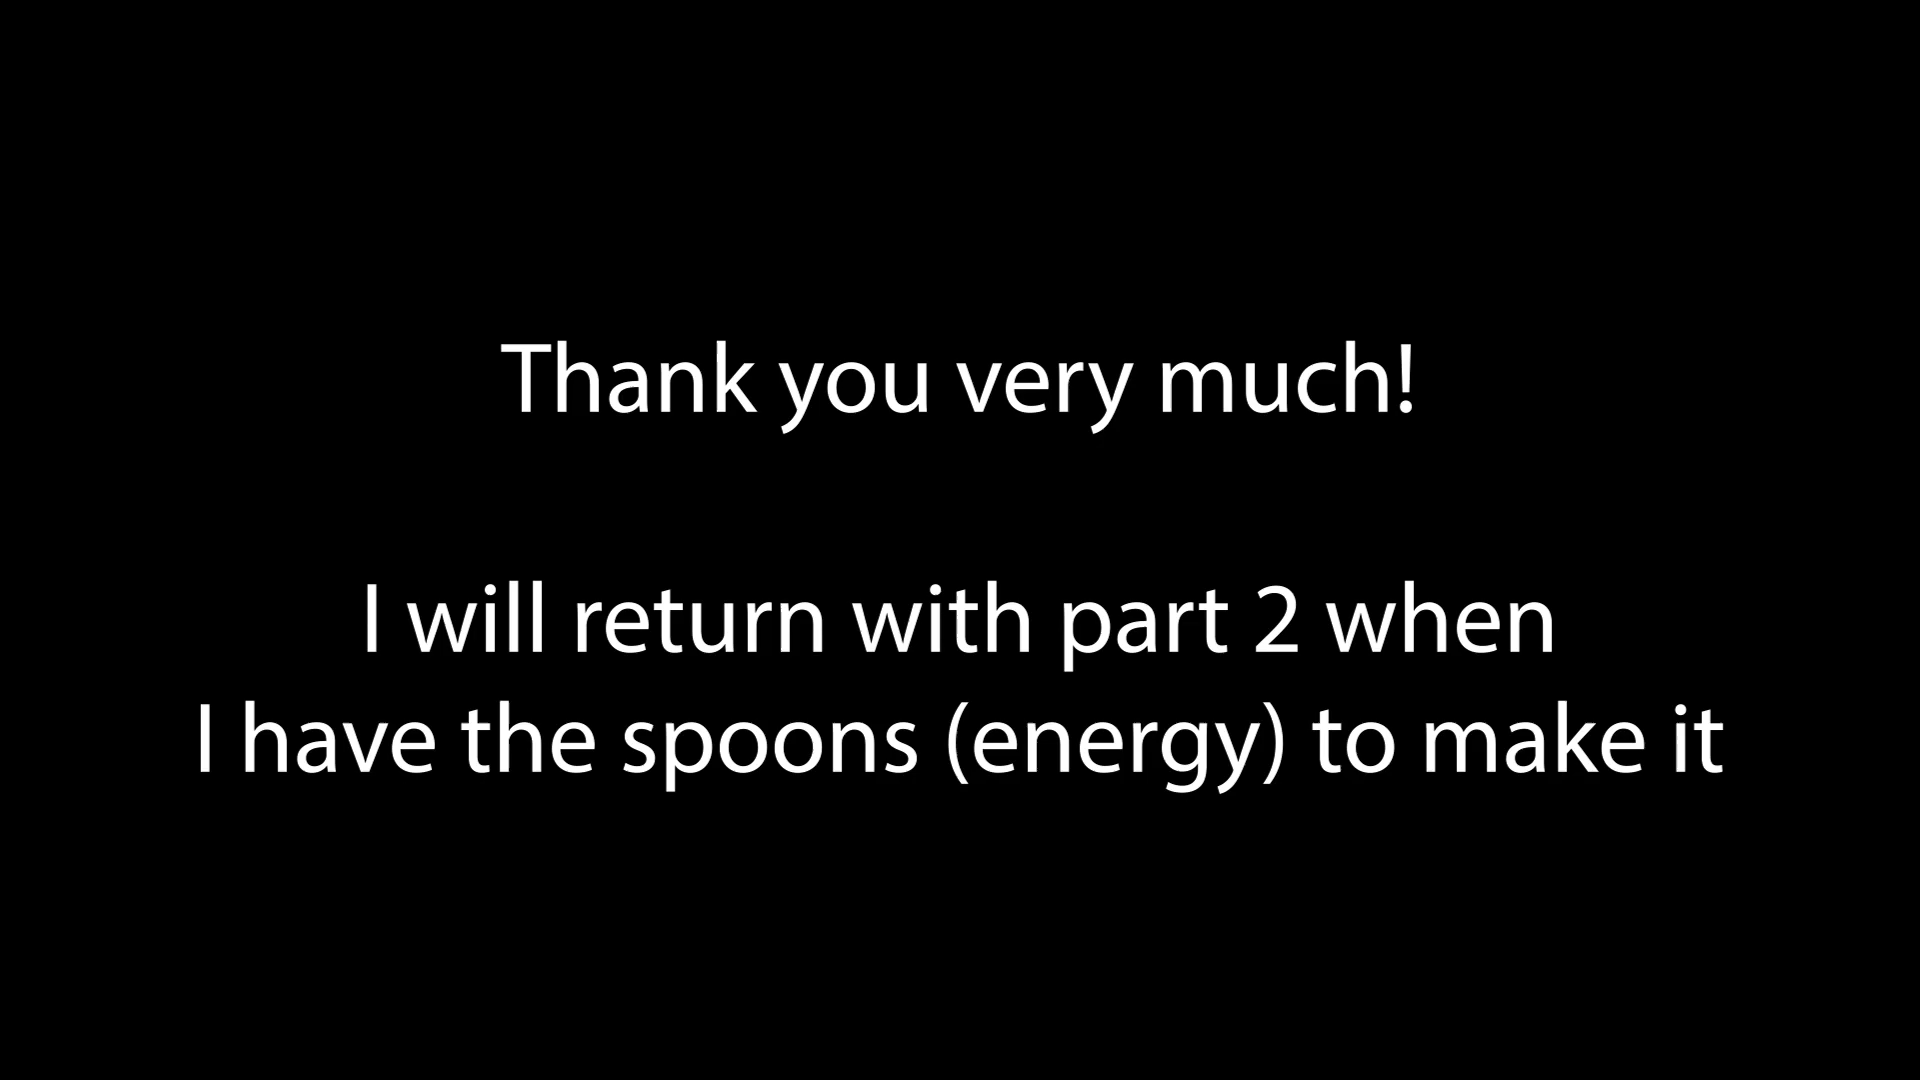 Thank you very much!
I will return with part 2 when
I have the spoons (energy) to make it